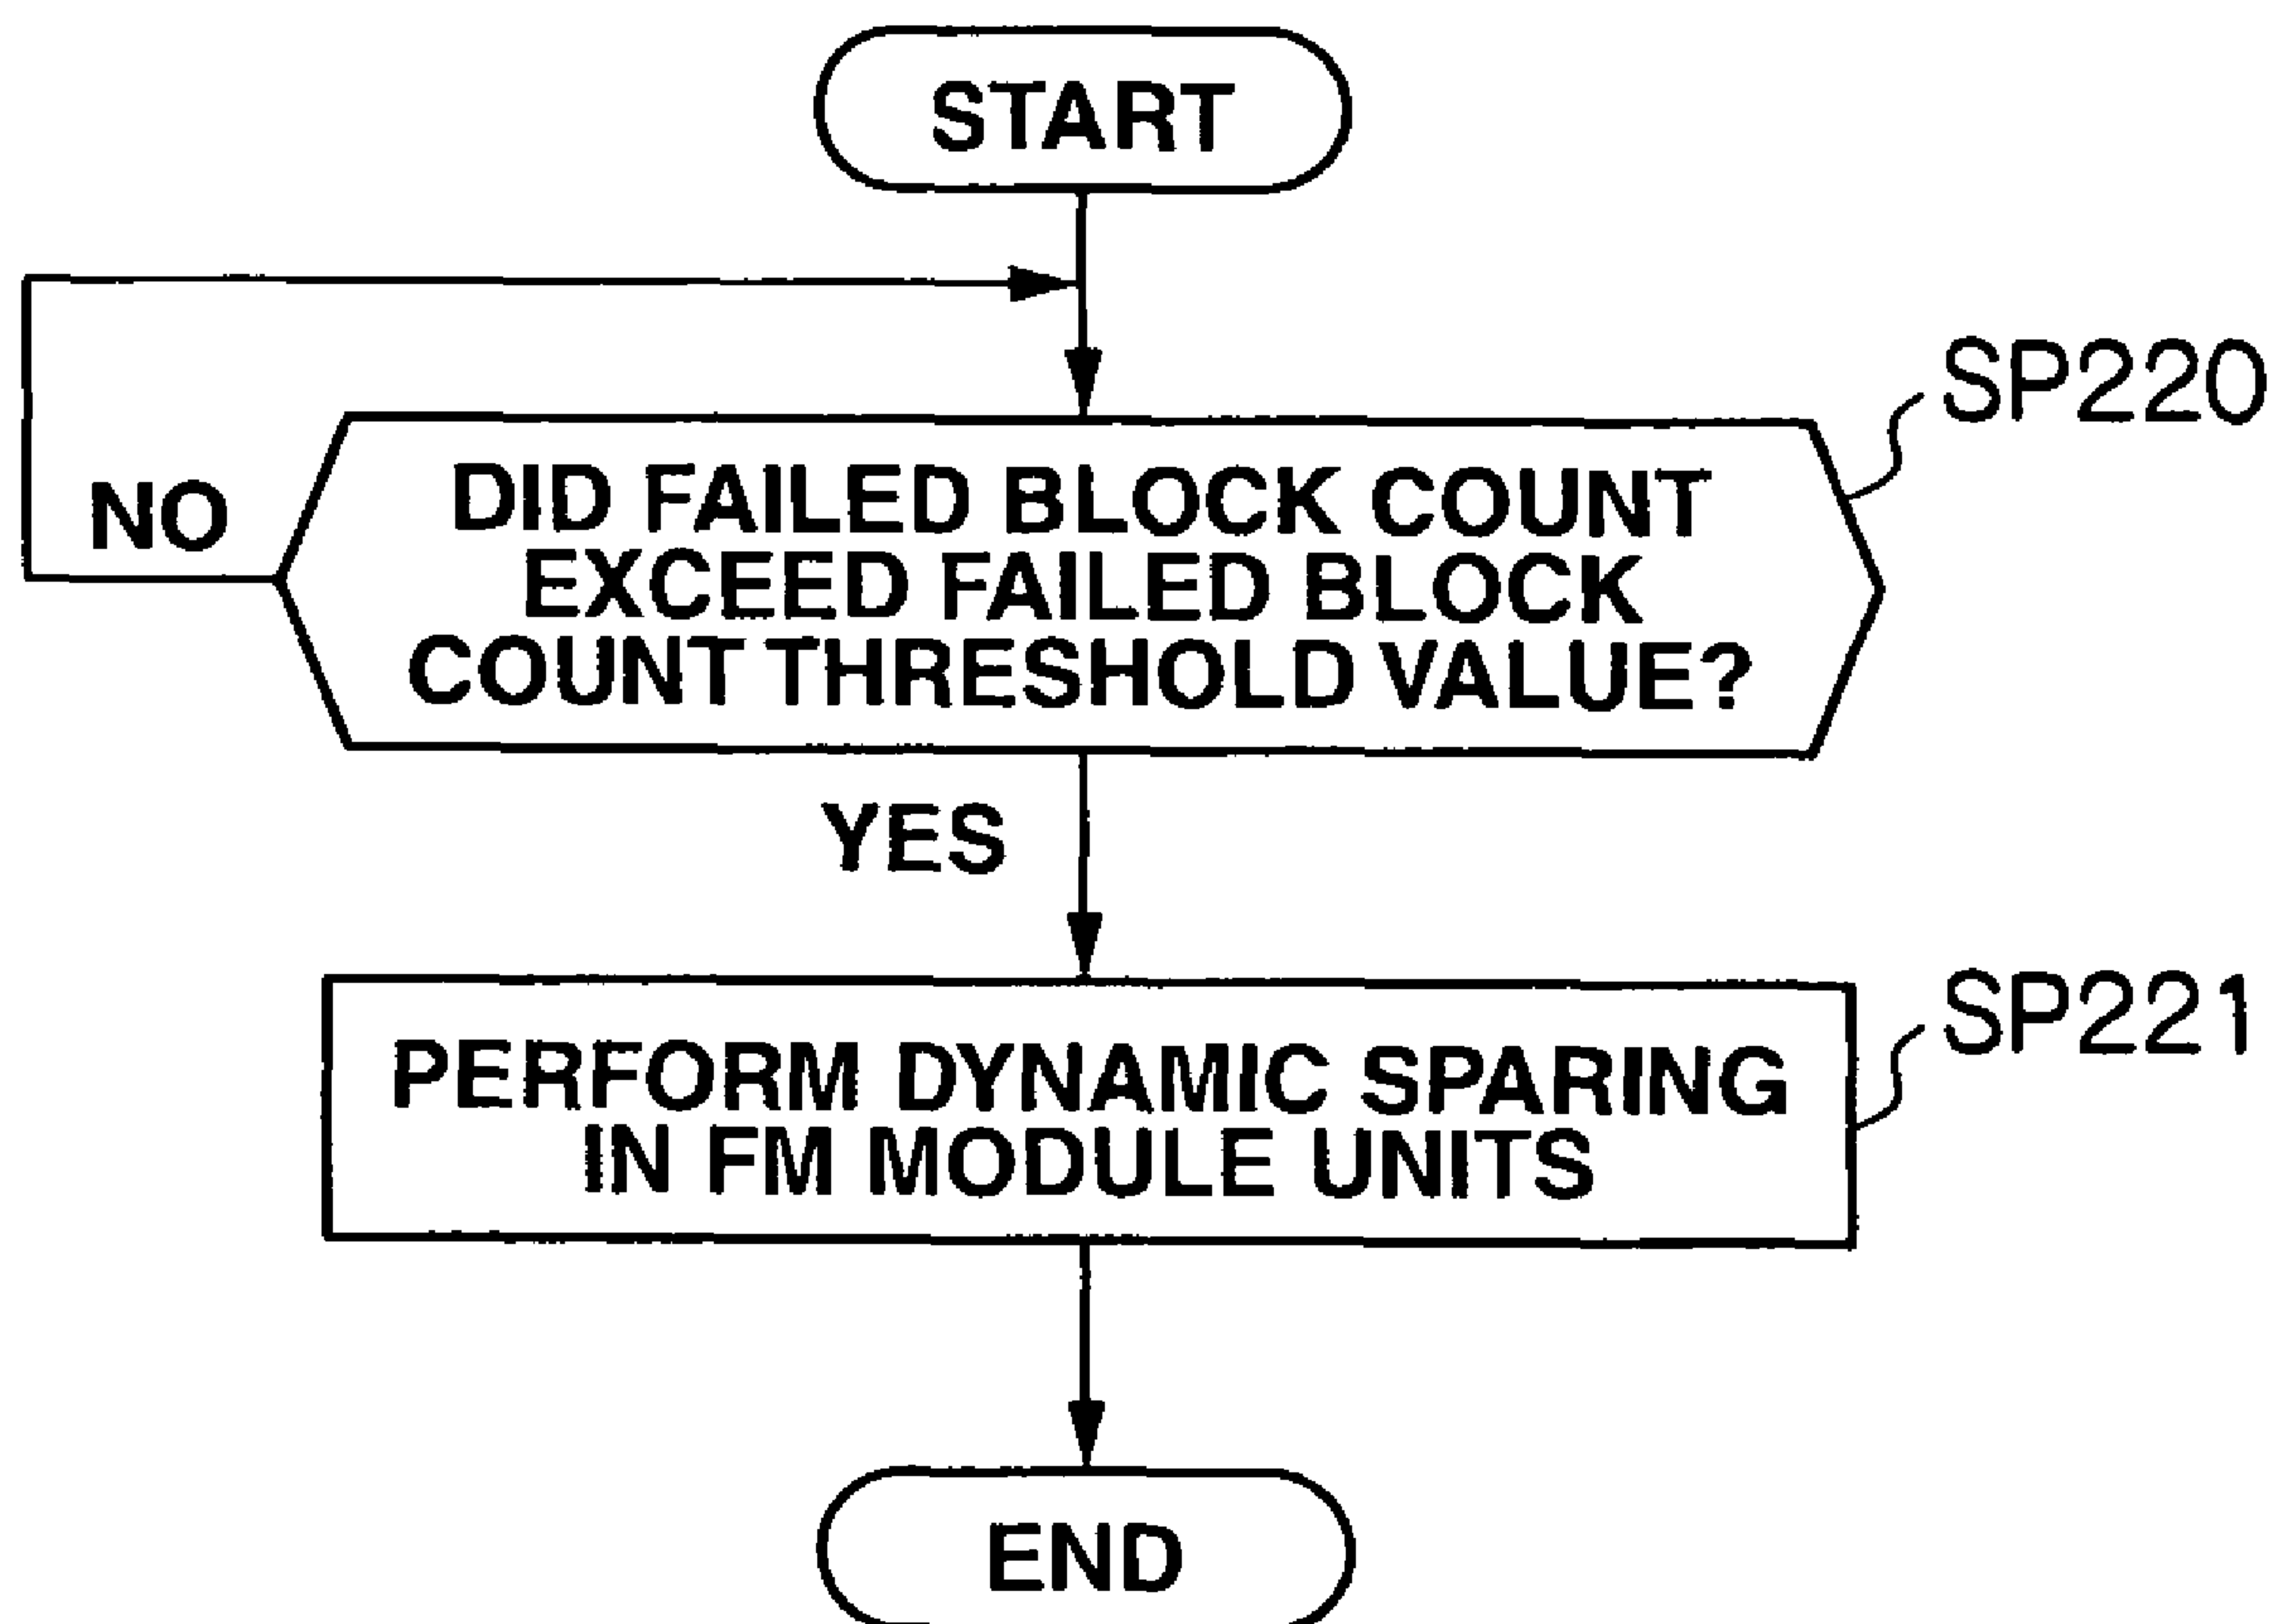 START
SP220
NO
DID FAILED BLOCK COUNT
EXCEED FAILED BLOCK
COUNT THRESHOLD VALUE?
YES
SP221
PERFORM DYNAMIC SPARING
IN FM MODULE UNITS
END